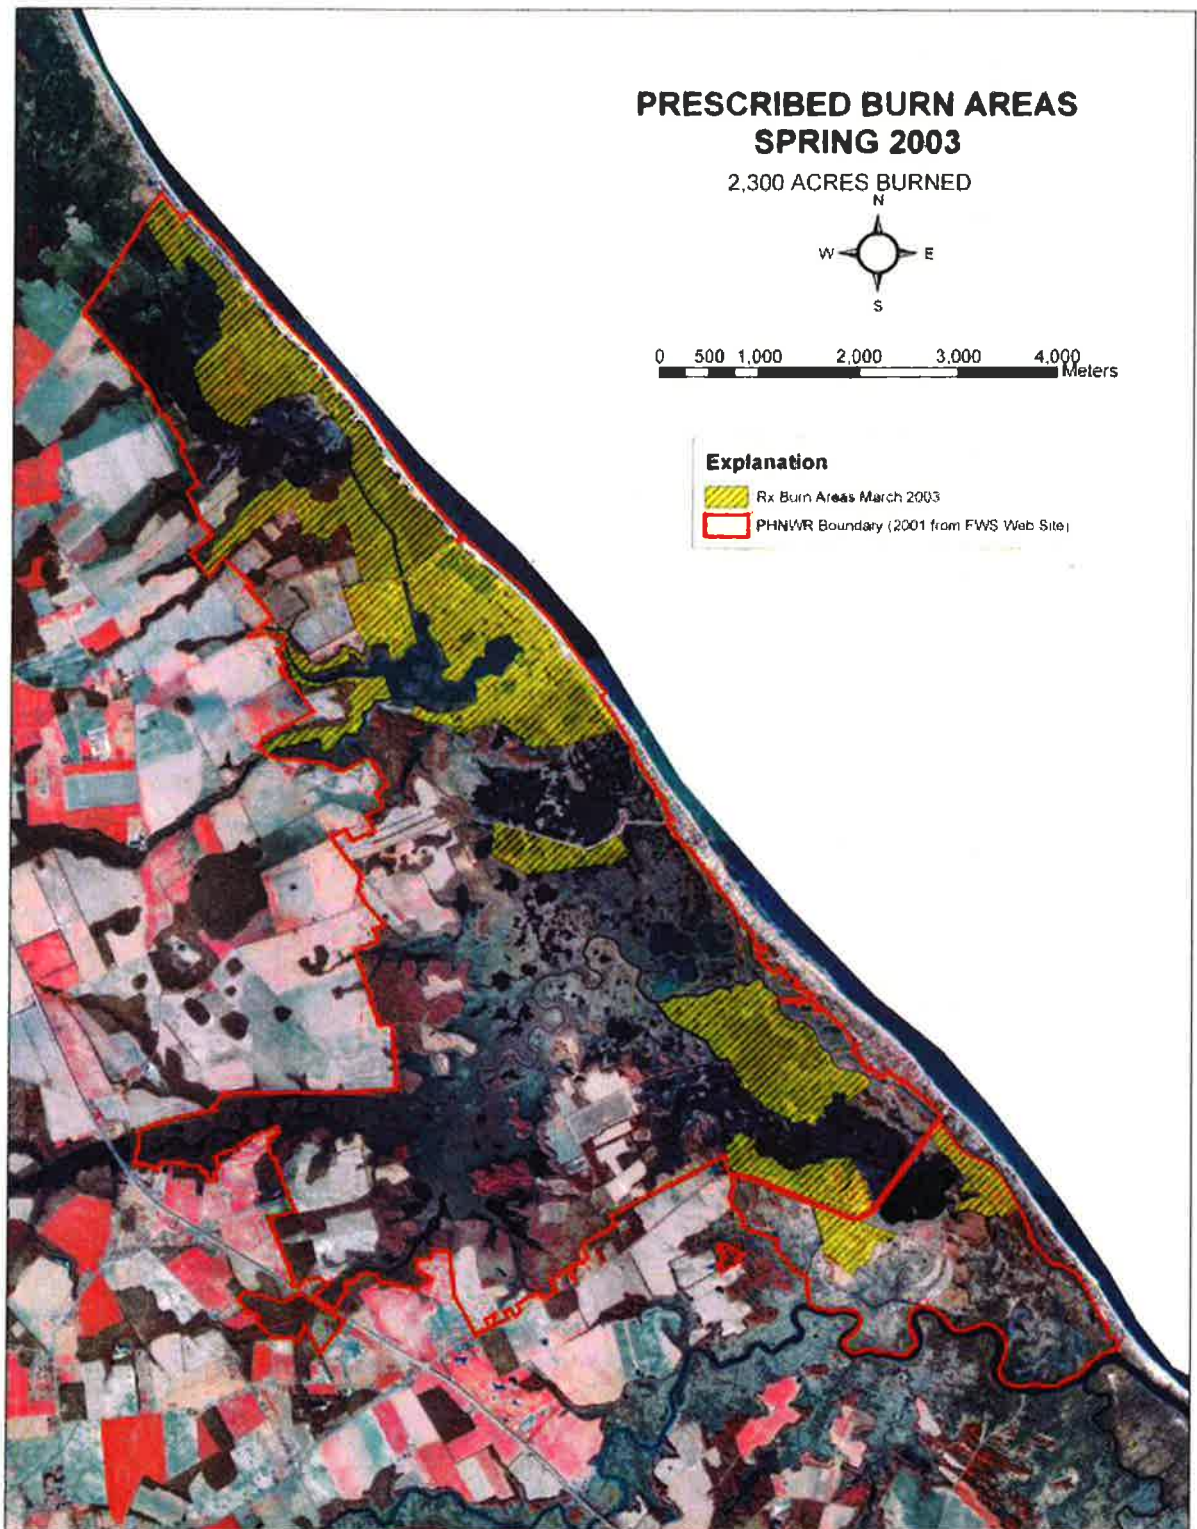 PRESCRIBED BURN AREAS
SPRING 2003
2,300 ACRES BURNED
N
W E
S
0 500 1,000 2,000 3,000 4,000
Meters
Explanation
Rx Burn Areas March 2003
PHNWR Boundary (2001 from FWS Web Site)